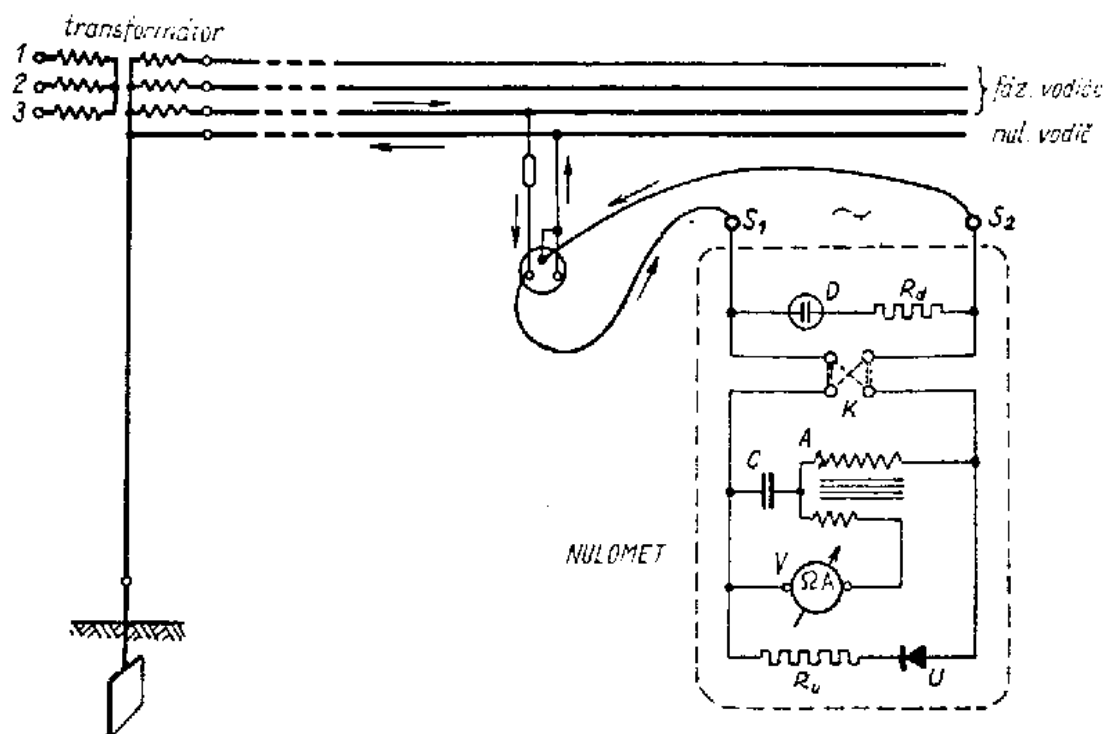 transformátor
1
2
3
fáz. vodiče
nul. vodič
S1
~
S2
D
Rd
K
A
C
NULOMET
V
ΩA
Ru
U